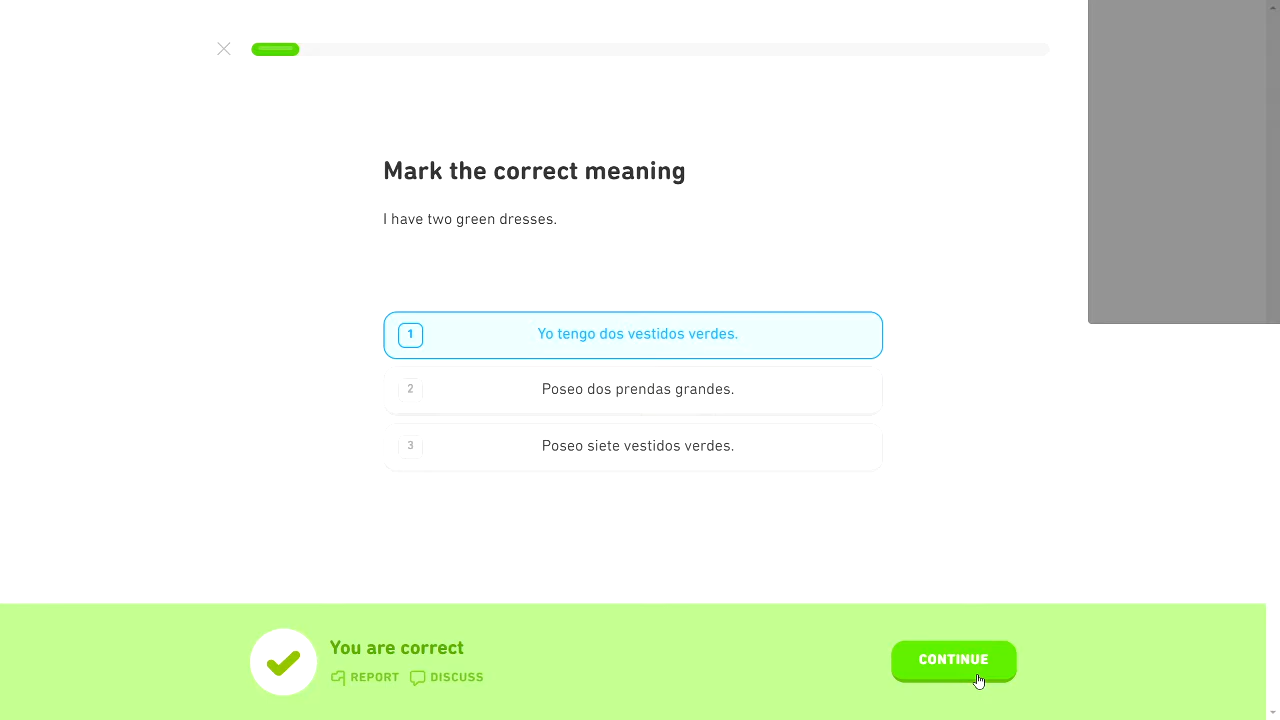 Mark the correct meaning
I have two green dresses.
1 Yo tengo dos vestidos verdes.
2 Poseo dos prendas grandes.
3 Poseo siete vestidos verdes.
You are correct
REPORT DISCUSS
CONTINUE